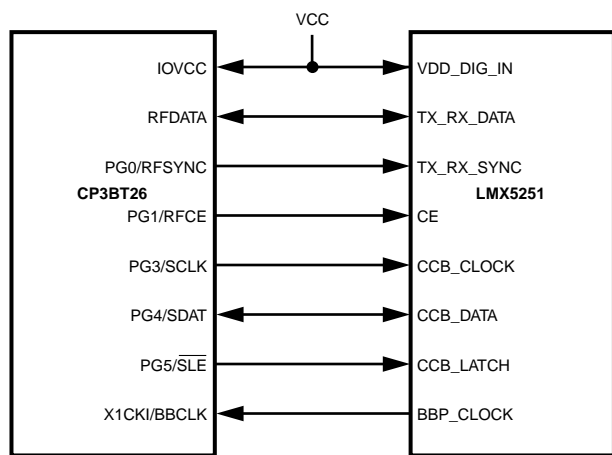 VCC
IOVCC VDD_DIG_IN
RFDATA TX_RX_DATA
PG0/RFSYNC TX_RX_SYNC
CP3BT26 LMX5251
PG1/RFCE CE
PG3/SCLK CCB_CLOCK
PG4/SDAT CCB_DATA
PG5/S̅L̅E̅ CCB_LATCH
X1CKI/BBCLK BBP_CLOCK